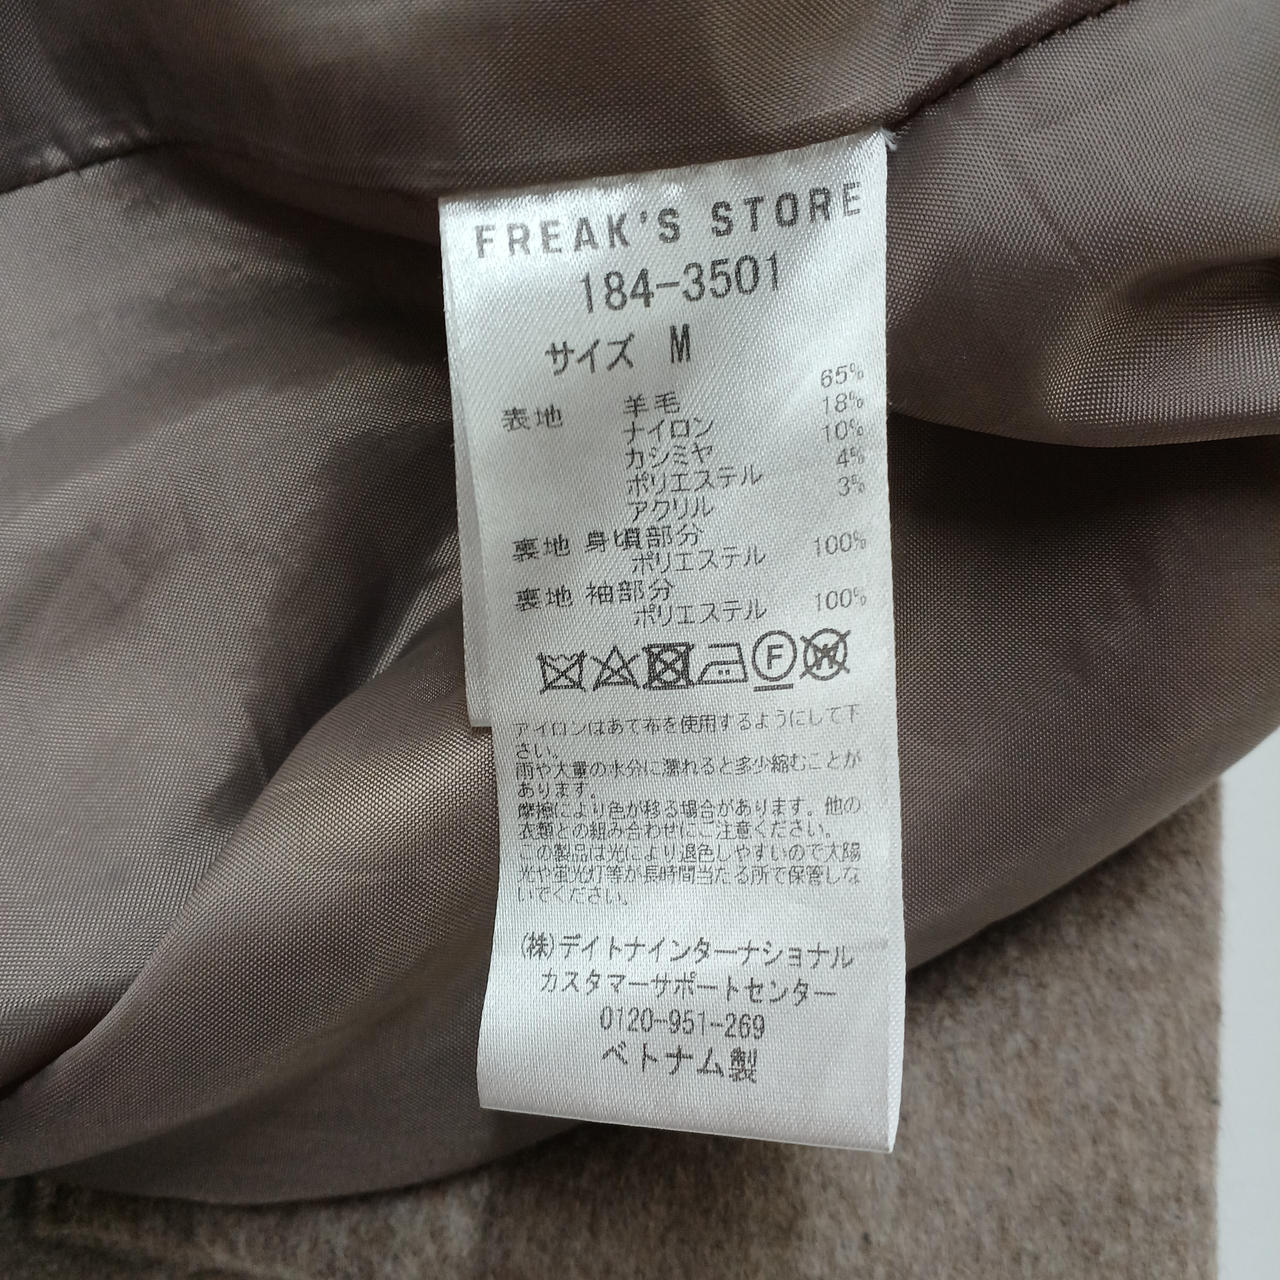 FREAK'S STORE
184-3501
サイズ M
表地 羊毛 65%
ナイロン 18%
カシミヤ 10%
ポリエステル 4%
アクリル 3%
裏地 身頃部分
ポリエステル 100%
裏地 袖部分
ポリエステル 100%
F W
アイロンはあて布を使用するようにして下
さい。
雨や大量の水分に濡れると多少縮むことが
あります。
摩擦により色が移る場合があります。他の
衣類との組み合わせにご注意ください。
この製品は光により退色しやすいので太陽
光や蛍光灯等が長時間当たる所で保管しな
いでください。
(株)デイトナインターナショナル
カスタマーサポートセンター
0120-951-269
ベトナム製